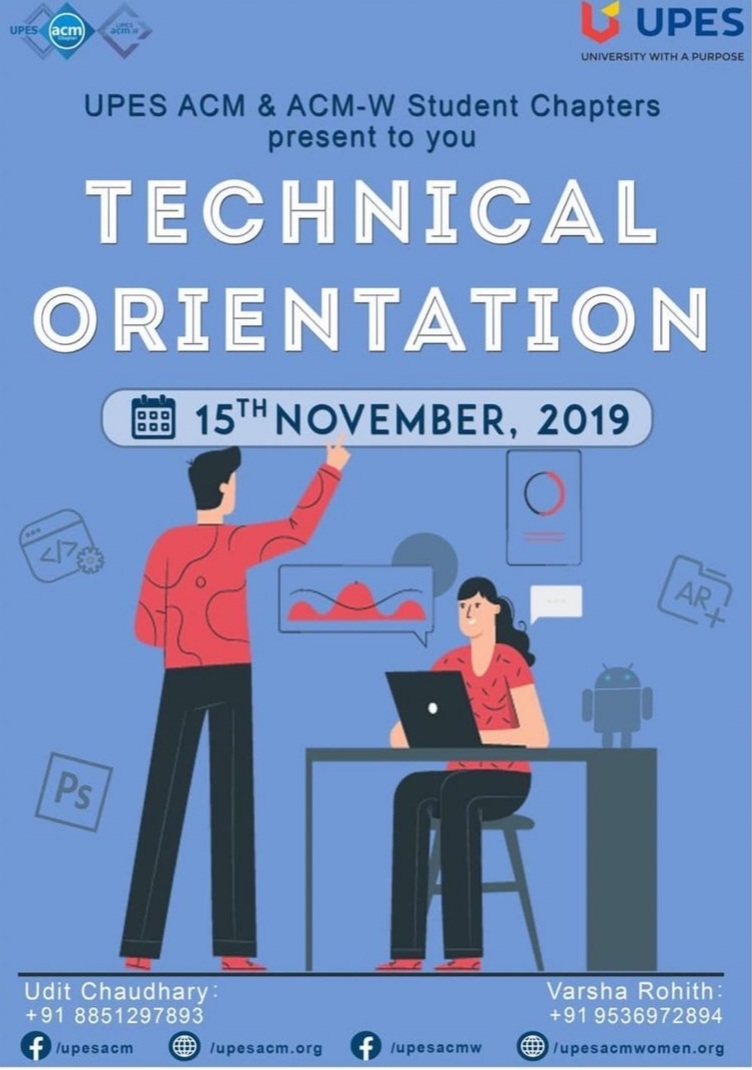 UPES acm Chapter
UPES acm-w
UPES
UNIVERSITY WITH A PURPOSE
UPES ACM & ACM-W Student Chapters
present to you
TECHNICAL
ORIENTATION
15TH NOVEMBER, 2019
</>
AR+
Ps
Udit Chaudhary:
+91 8851297893
Varsha Rohith:
+91 9536972894
/upesacm
/upesacm.org
/upesacmw
/upesacmwomen.org